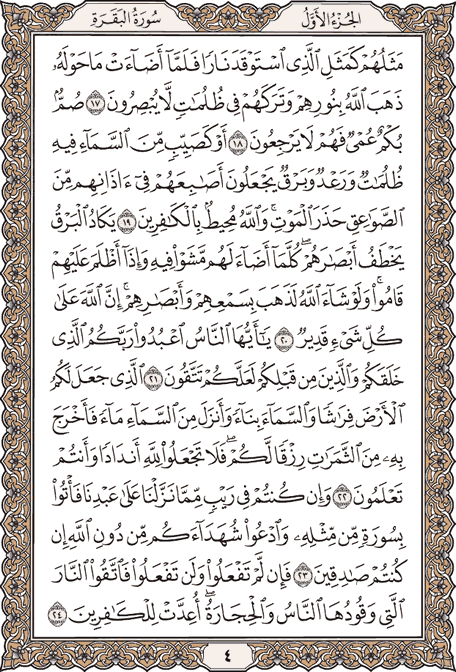 الجزء الأول
سورة البقرة
مَثَلُهُمْ كَمَثَلِ ٱلَّذِى ٱسْتَوْقَدَ نَارًا فَلَمَّآ أَضَآءَتْ مَا حَوْلَهُۥ
ذَهَبَ ٱللَّهُ بِنُورِهِمْ وَتَرَكَهُمْ فِى ظُلُمَٰتٍ لَّا يُبْصِرُونَ ١٧ صُمٌّۢ
بُكْمٌ عُمْىٌ فَهُمْ لَا يَرْجِعُونَ ١٨ أَوْ كَصَيِّبٍ مِّنَ ٱلسَّمَآءِ فِيهِ
ظُلُمَٰتٌ وَرَعْدٌ وَبَرْقٌ يَجْعَلُونَ أَصَٰبِعَهُمْ فِىٓ ءَاذَانِهِم مِّنَ
ٱلصَّوَٰعِقِ حَذَرَ ٱلْمَوْتِ ۚ وَٱللَّهُ مُحِيطٌۢ بِٱلْكَٰفِرِينَ ١٩ يَكَادُ ٱلْبَرْقُ
يَخْطَفُ أَبْصَٰرَهُمْ ۖ كُلَّمَآ أَضَآءَ لَهُم مَّشَوْا۟ فِيهِ وَإِذَآ أَظْلَمَ عَلَيْهِمْ
قَامُوا۟ ۚ وَلَوْ شَآءَ ٱللَّهُ لَذَهَبَ بِسَمْعِهِمْ وَأَبْصَٰرِهِمْ ۚ إِنَّ ٱللَّهَ عَلَىٰ
كُلِّ شَىْءٍ قَدِيرٌ ٢٠ يَٰٓأَيُّهَا ٱلنَّاسُ ٱعْبُدُوا۟ رَبَّكُمُ ٱلَّذِى
خَلَقَكُمْ وَٱلَّذِينَ مِن قَبْلِكُمْ لَعَلَّكُمْ تَتَّقُونَ ٢١ ٱلَّذِى جَعَلَ لَكُمُ
ٱلْأَرْضَ فِرَٰشًا وَٱلسَّمَآءَ بِنَآءً وَأَنزَلَ مِنَ ٱلسَّمَآءِ مَآءً فَأَخْرَجَ
بِهِۦ مِنَ ٱلثَّمَرَٰتِ رِزْقًا لَّكُمْ ۖ فَلَا تَجْعَلُوا۟ لِلَّهِ أَندَادًا وَأَنتُمْ
تَعْلَمُونَ ٢٢ وَإِن كُنتُمْ فِى رَيْبٍ مِّمَّا نَزَّلْنَا عَلَىٰ عَبْدِنَا فَأْتُوا۟
بِسُورَةٍ مِّن مِّثْلِهِۦ وَٱدْعُوا۟ شُهَدَآءَكُم مِّن دُونِ ٱللَّهِ إِن
كُنتُمْ صَٰدِقِينَ ٢٣ فَإِن لَّمْ تَفْعَلُوا۟ وَلَن تَفْعَلُوا۟ فَٱتَّقُوا۟ ٱلنَّارَ
ٱلَّتِى وَقُودُهَا ٱلنَّاسُ وَٱلْحِجَارَةُ ۖ أُعِدَّتْ لِلْكَٰفِرِينَ ٢٤
٤